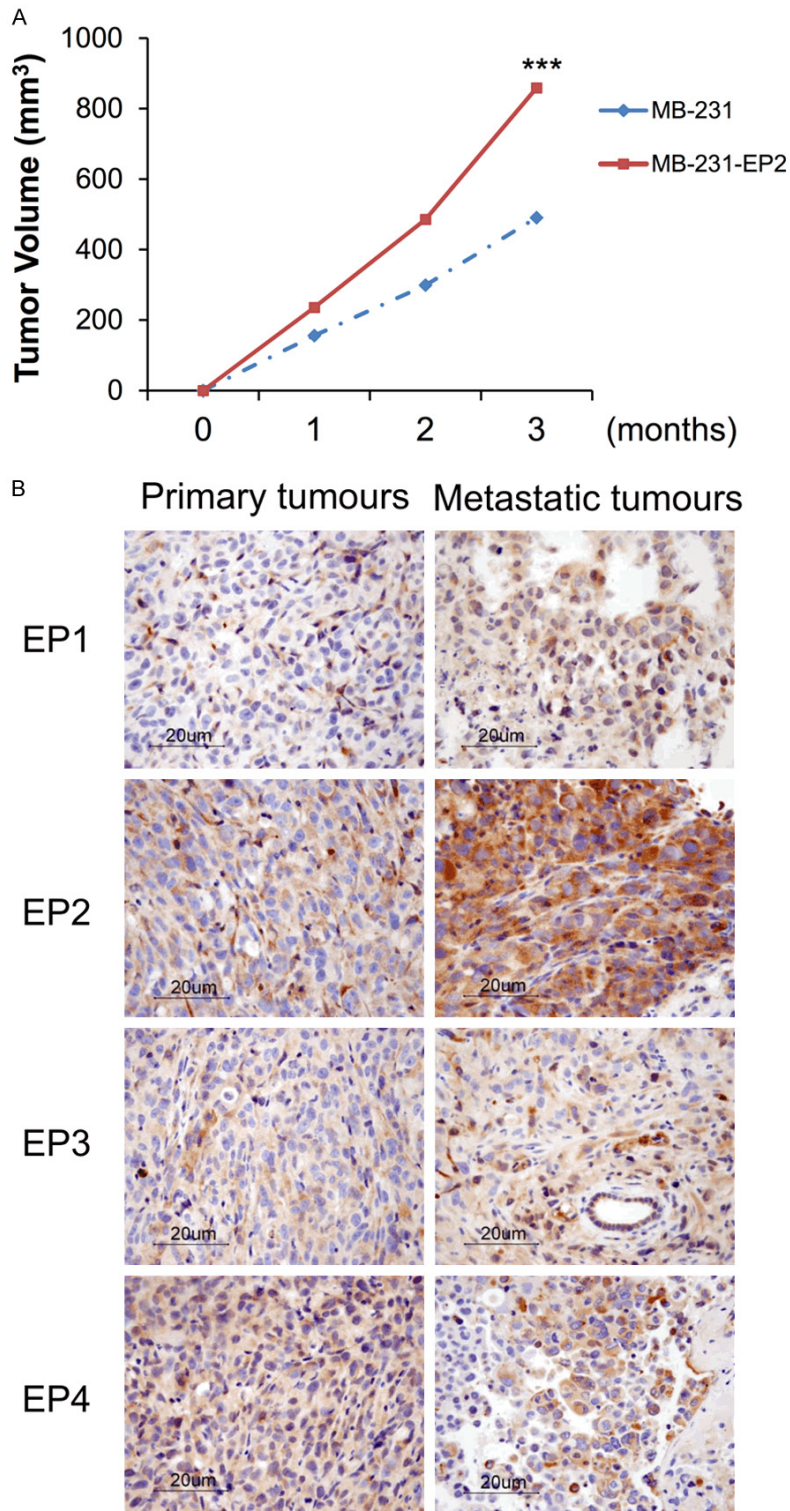 A
1000
***
800
MB-231
MB-231-EP2
600
400
200
0
Tumor Volume (mm³)
0 1 2 3 (months)
B
Primary tumours Metastatic tumours
EP1
20um 20um
EP2
20um 20um
EP3
20um 20um
EP4
20um 20um